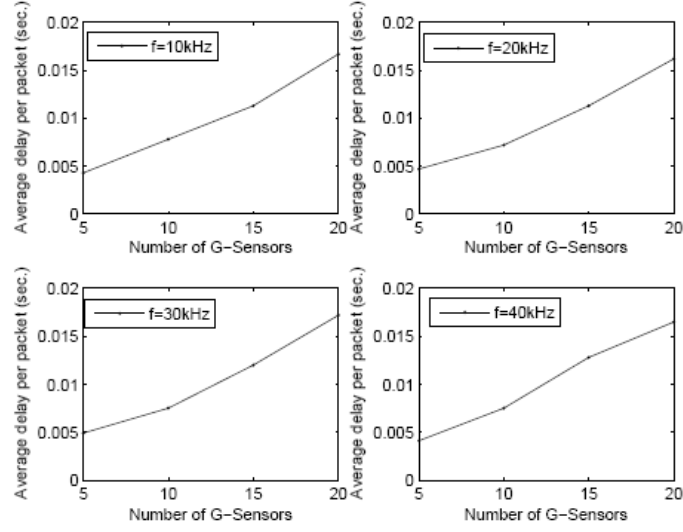 0.02
f=10kHz
0.015
0.01
0.005
0
5 10 15 20
Number of G-Sensors
Average delay per packet (sec.)
0.02
f=20kHz
0.015
0.01
0.005
0
5 10 15 20
Number of G-Sensors
Average delay per packet (sec.)
0.02
f=30kHz
0.015
0.01
0.005
0
5 10 15 20
Number of G-Sensors
Average delay per packet (sec.)
0.02
f=40kHz
0.015
0.01
0.005
0
5 10 15 20
Number of G-Sensors
Average delay per packet (sec.)